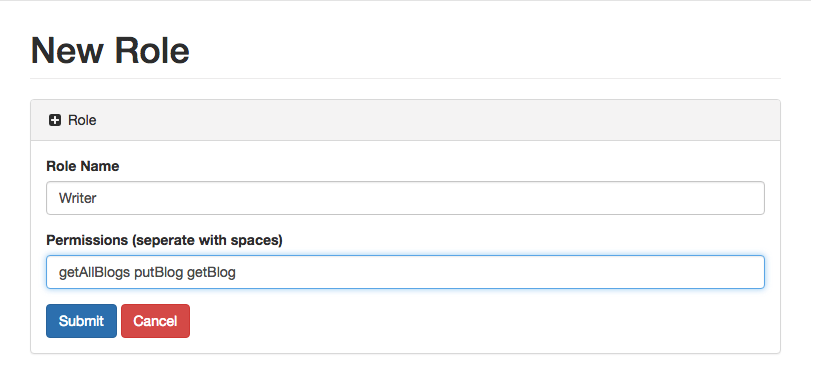 New Role
Role
Role Name
Writer
Permissions (seperate with spaces)
getAllBlogs putBlog getBlog
Submit Cancel